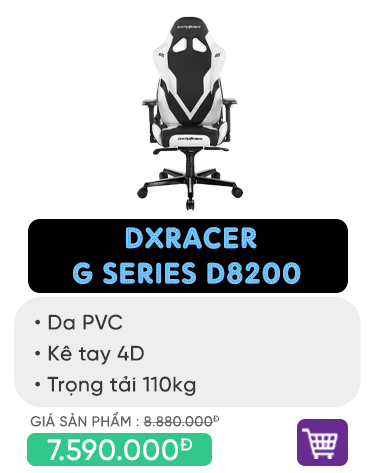 DXRACER
DXRACER
G SERIES D8200
• Da PVC
• Kê tay 4D
• Trọng tải 110kg
GIÁ SẢN PHẨM : 8.880.000Đ
7.590.000Đ